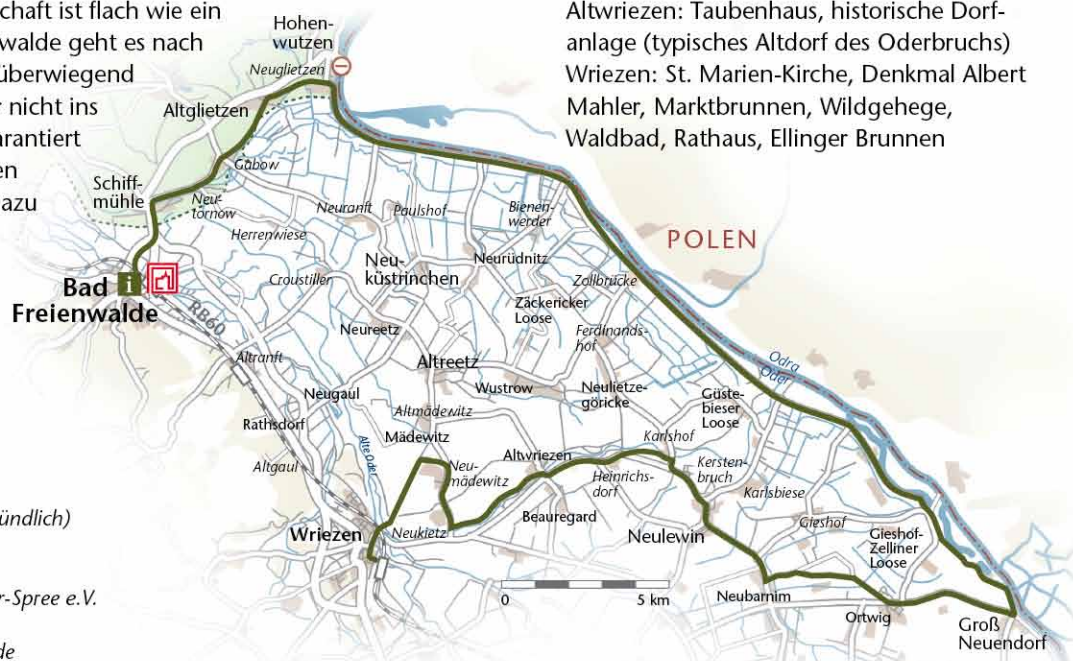 schaft ist flach wie ein
walde geht es nach
überwiegend
nicht ins
arantiert
en
azu
ündlich)
r-Spree e.V.
de
Altwriezen: Taubenhaus, historische Dorf-
anlage (typisches Altdorf des Oderbruchs)
Wriezen: St. Marien-Kirche, Denkmal Albert
Mahler, Marktbrunnen, Wildgehege,
Waldbad, Rathaus, Ellinger Brunnen
Hohen-
wutzen
Neuglietzen
Altglietzen
Gabow
Schiff-
mühle
Neu-
tornow
Herrenwiese
Neuranft
Paulshof
Bienen-
werder
POLEN
Bad
Freienwalde
i
RB60
Croustiller
Neu-
küstrinchen
Neurüdnitz
Zollbrücke
Zäckericker
Loose
Neureetz
Ferdinands-
hof
Altranft
Altreetz
Odra
Oder
Neugaul
Wustrow
Neulietze-
göricke
Güste-
bieser
Loose
Rathsdorf
Altmädewitz
Mädewitz
Karlshof
Alte Oder
Altgaul
Neu-
mädewitz
Altwriezen
Heinrichs-
dorf
Kersten-
bruch
Karlsbiese
Beauregard
Gieshof
Wriezen
Neukietz
Neulewin
Gieshof-
Zelliner
Loose
0
5 km
Neubarnim
Ortwig
Groß
Neuendorf